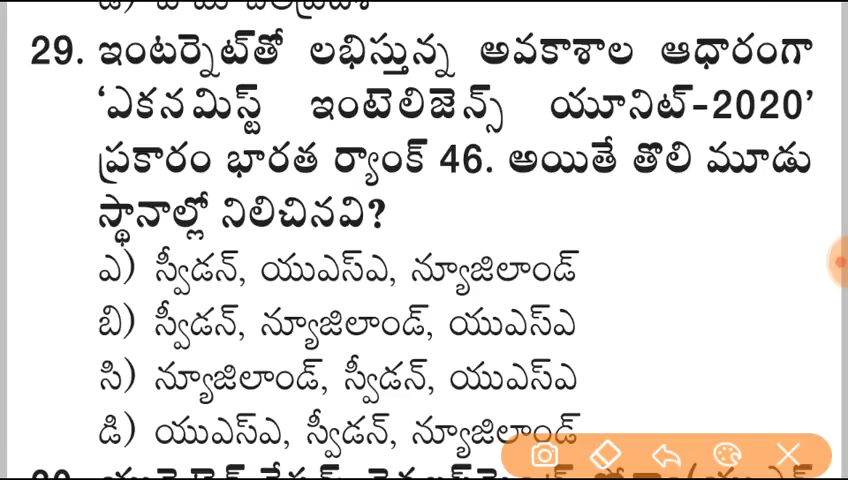 29. ఇంటర్నెట్‌తో లభిస్తున్న అవకాశాల ఆధారంగా
‘ఎకనమిస్ట్ ఇంటెలిజెన్స్ యూనిట్-2020’
ప్రకారం భారత ర్యాంక్ 46. అయితే తొలి మూడు
స్థానాల్లో నిలిచినవి?
ఎ) స్వీడన్, యుఎస్ఎ, న్యూజిలాండ్
బి) స్వీడన్, న్యూజిలాండ్, యుఎస్ఎ
సి) న్యూజిలాండ్, స్వీడన్, యుఎస్ఎ
డి) యుఎస్ఎ, స్వీడన్, న్యూజిలాండ్